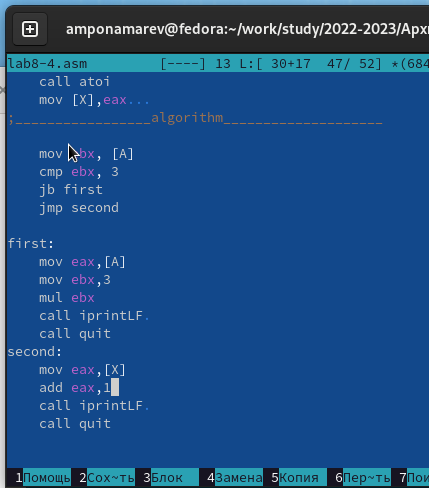 amponamarev@fedora:~/work/study/2022-2023/Арх
lab8-4.asm [----] 13 L:[ 30+17 47/ 52] *(684
call atoi
mov [X],eax...
;_________________algorithm____________________
mov ebx, [A]
cmp ebx, 3
jb first
jmp second
first:
mov eax,[A]
mov ebx,3
mul ebx
call iprintLF.
call quit
second:
mov eax,[X]
add eax,1
call iprintLF.
call quit
1Помощь 2Сох~ть 3Блок 4Замена 5Копия 6Пер~ть 7Пои